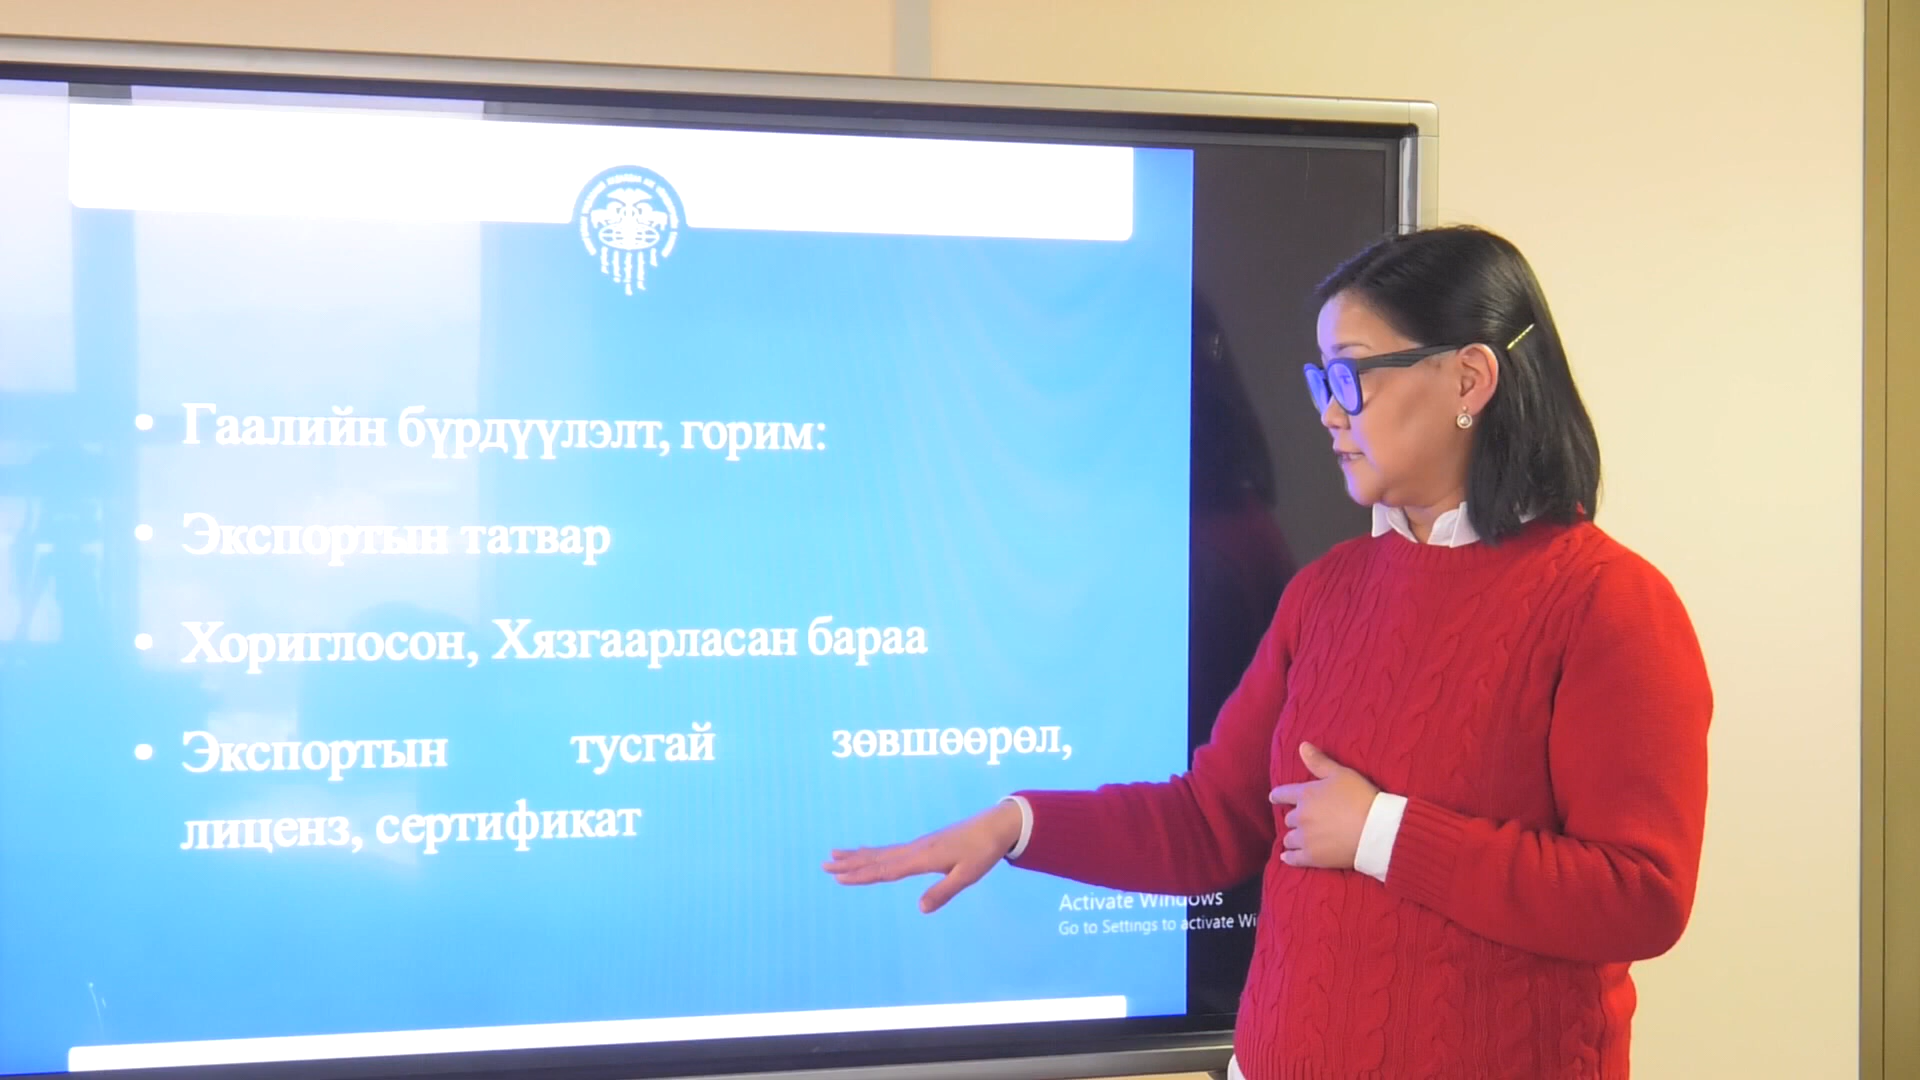 • Гаалийн бүрдүүлэлт, горим:
• Экспортын татвар
• Хориглосон, Хязгаарласан бараа
• Экспортын тусгай зөвшөөрөл,
лиценз, сертификат
Activate Windows
Go to Settings to activate Wi